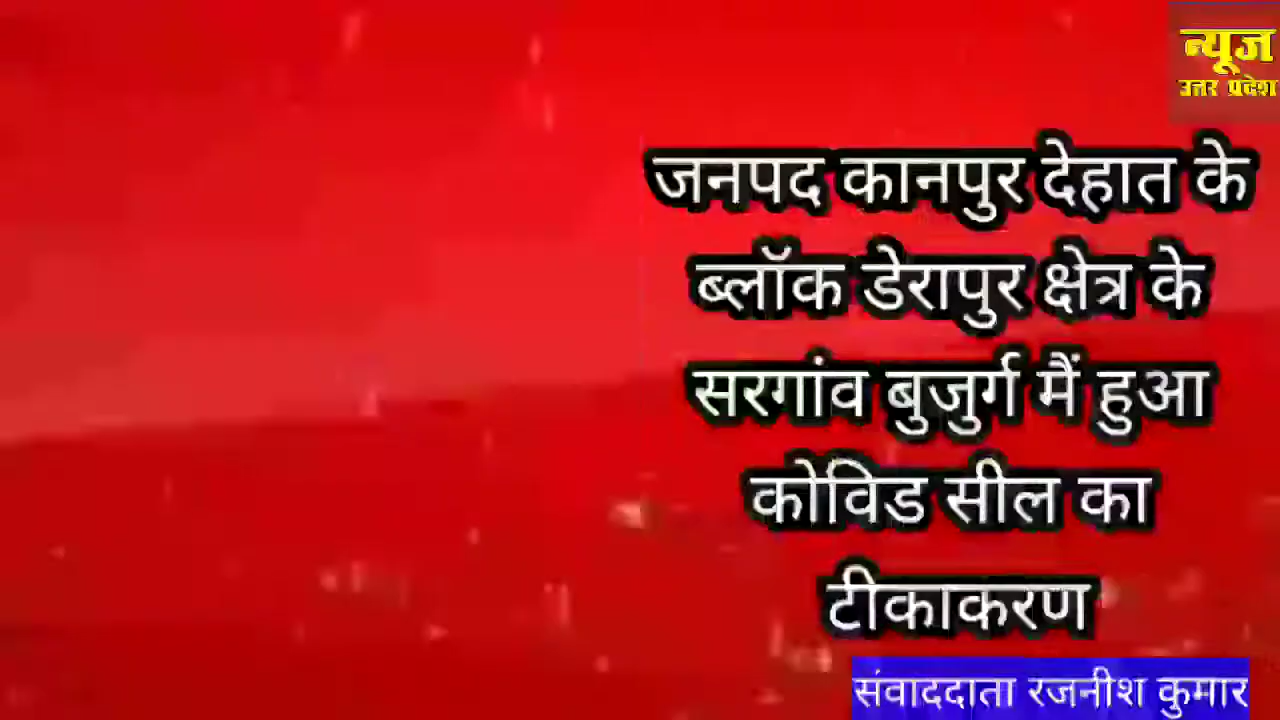 न्यूज
उत्तर प्रदेश
जनपद कानपुर देहात के
ब्लॉक डेरापुर क्षेत्र के
सरगांव बुजुर्ग मैं हुआ
कोविड सील का
टीकाकरण
संवाददाता रजनीश कुमार